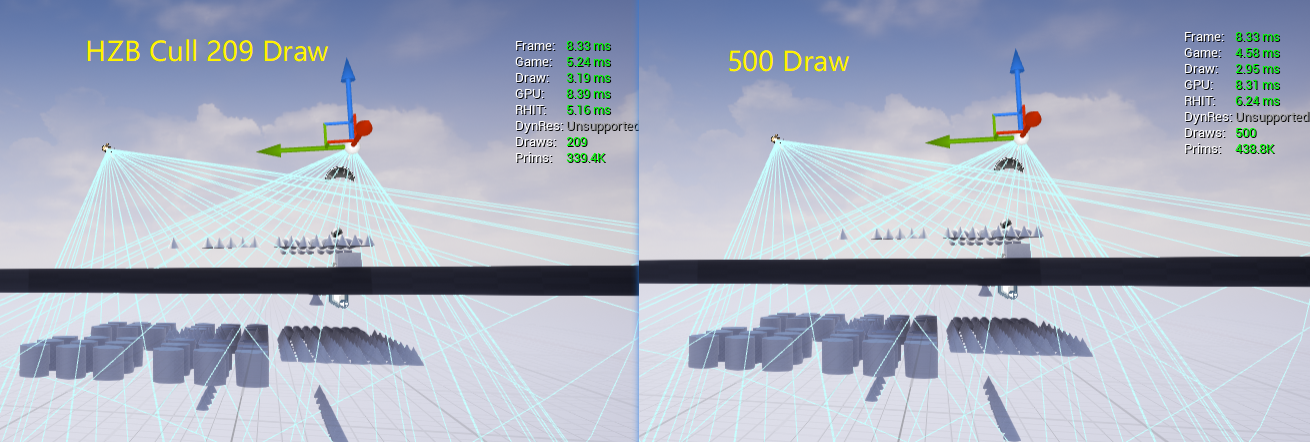 HZB Cull 209 Draw
Frame: 8.33 ms
Game: 5.24 ms
Draw: 3.19 ms
GPU: 8.39 ms
RHIT: 5.16 ms
DynRes: Unsupported
Draws: 209
Prims: 339.4K
500 Draw
Frame: 8.33 ms
Game: 4.58 ms
Draw: 2.95 ms
GPU: 8.31 ms
RHIT: 6.24 ms
DynRes: Unsupported
Draws: 500
Prims: 438.8K